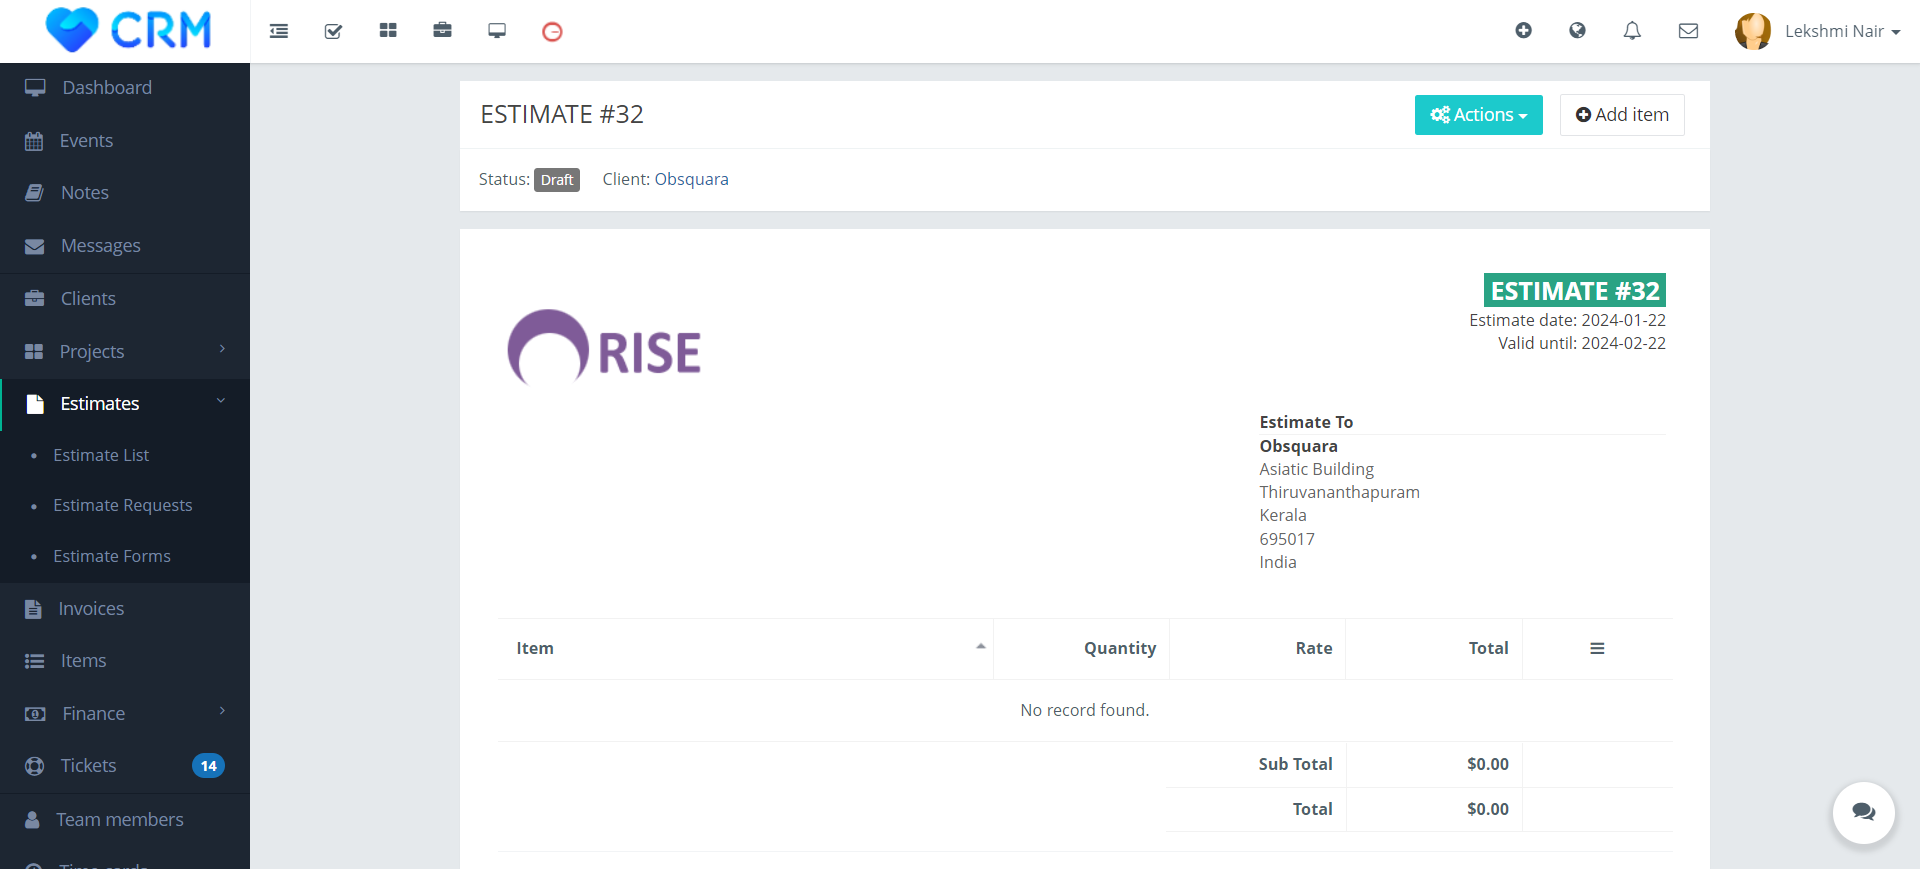 CRM
Lekshmi Nair
Dashboard
Events
Notes
Messages
Clients
Projects
Estimates
Estimate List
Estimate Requests
Estimate Forms
Invoices
Items
Finance
Tickets 14
Team members
Time cards
ESTIMATE #32
Actions
Add item
Status: Draft Client: Obsquara
RISE
ESTIMATE #32
Estimate date: 2024-01-22
Valid until: 2024-02-22
Estimate To
Obsquara
Asiatic Building
Thiruvananthapuram
Kerala
695017
India
Item Quantity Rate Total
No record found.
Sub Total $0.00
Total $0.00